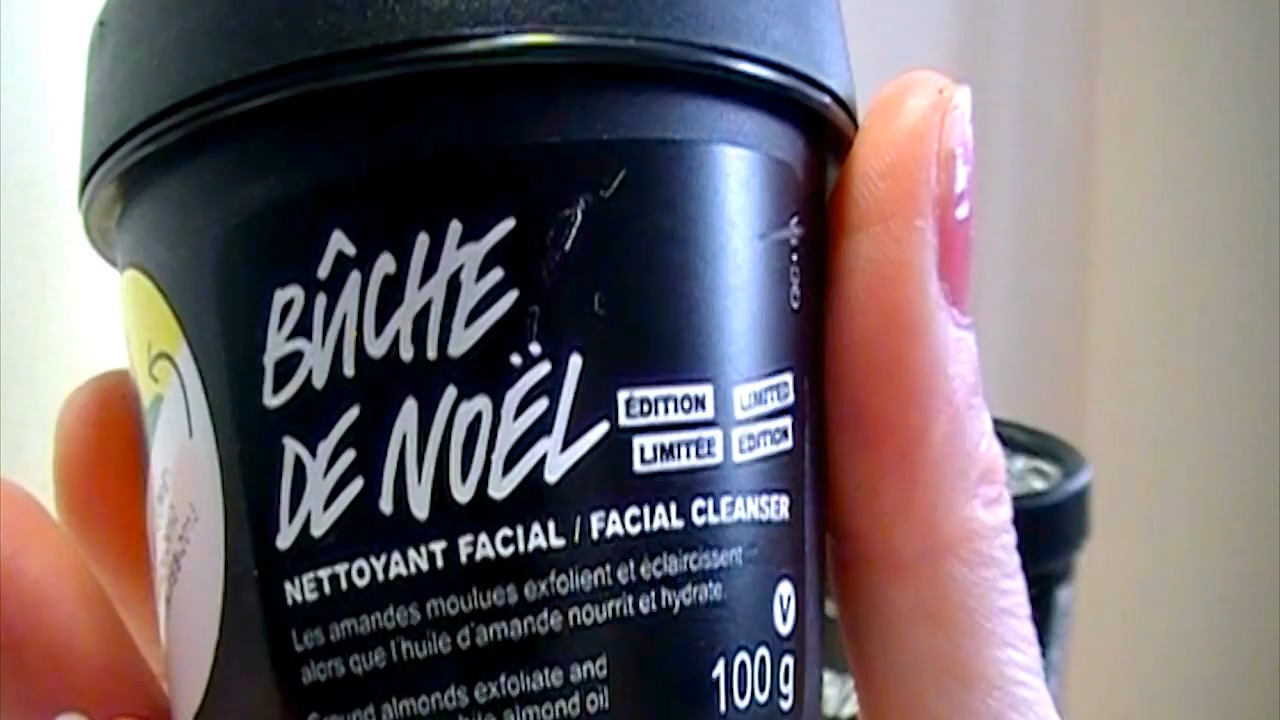 BÛCHE
DE NOËL
ÉDITION LIMITED
LIMITÉE EDITION
NETTOYANT FACIAL / FACIAL CLEANSER
Les amandes moulues exfolient et éclaircissent
alors que l'huile d'amande nourrit et hydrate.
V
100 g
Ground almonds exfoliate and
almond oil